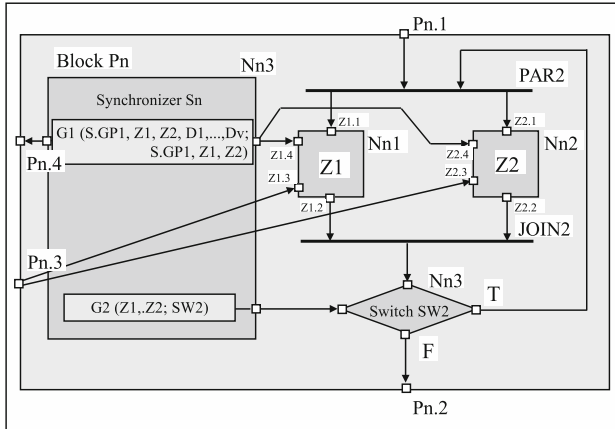 Pn.1
Block Pn
Nn3
PAR2
Synchronizer Sn
G1 (S.GP1, Z1, Z2, D1,...,Dv;
S.GP1, Z1, Z2)
Z1.1
Z2.1
Nn1
Nn2
Z1.4
Z2.4
Z1
Z2
Pn.4
Z1.3
Z2.3
Z1.2
Z2.2
JOIN2
Pn.3
Nn3
T
G2 (Z1,.Z2; SW2)
Switch SW2
F
Pn.2